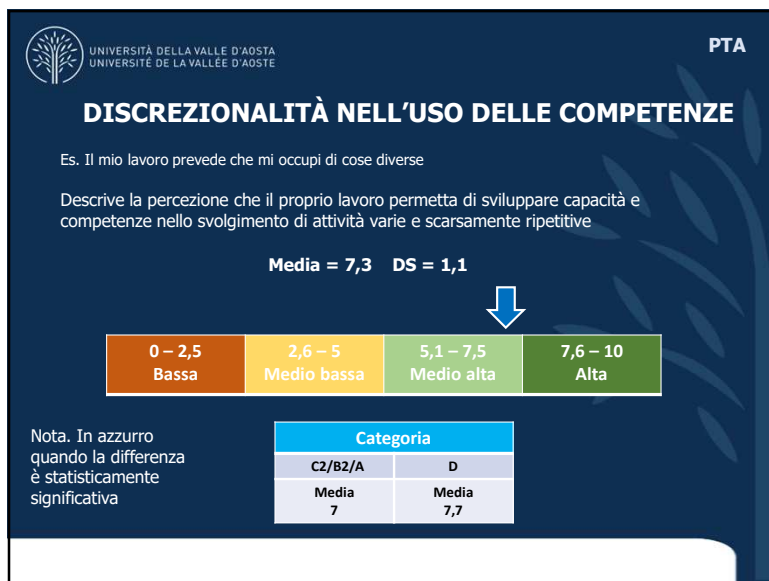 UNIVERSITÀ DELLA VALLE D'AOSTA
UNIVERSITÉ DE LA VALLÉE D'AOSTE
PTA
DISCREZIONALITÀ NELL'USO DELLE COMPETENZE
Es. Il mio lavoro prevede che mi occupi di cose diverse
Descrive la percezione che il proprio lavoro permetta di sviluppare capacità e
competenze nello svolgimento di attività varie e scarsamente ripetitive
Media = 7,3 DS = 1,1
0 – 2,5 2,6 – 5 5,1 – 7,5 7,6 – 10
Bassa Medio bassa Medio alta Alta
Nota. In azzurro
quando la differenza
è statisticamente
significativa
Categoria
C2/B2/A D
Media Media
7 7,7